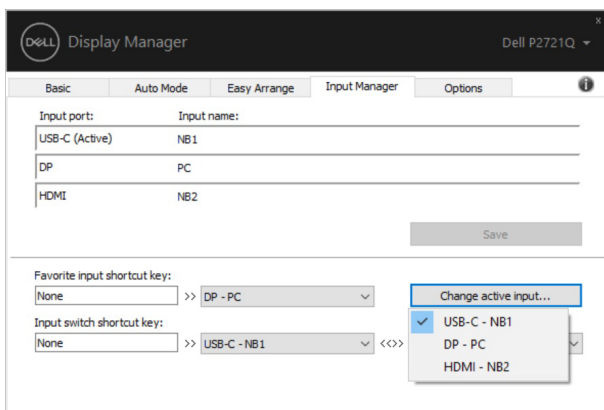 x
DELL Display Manager Dell P2721Q
Basic Auto Mode Easy Arrange Input Manager Options i
Input port: Input name:
USB-C (Active) NB1
DP PC
HDMI NB2
Save
Favorite input shortcut key:
None >> DP - PC Change active input...
Input switch shortcut key:
None >> USB-C - NB1 <<>>
✓ USB-C - NB1
DP - PC
HDMI - NB2